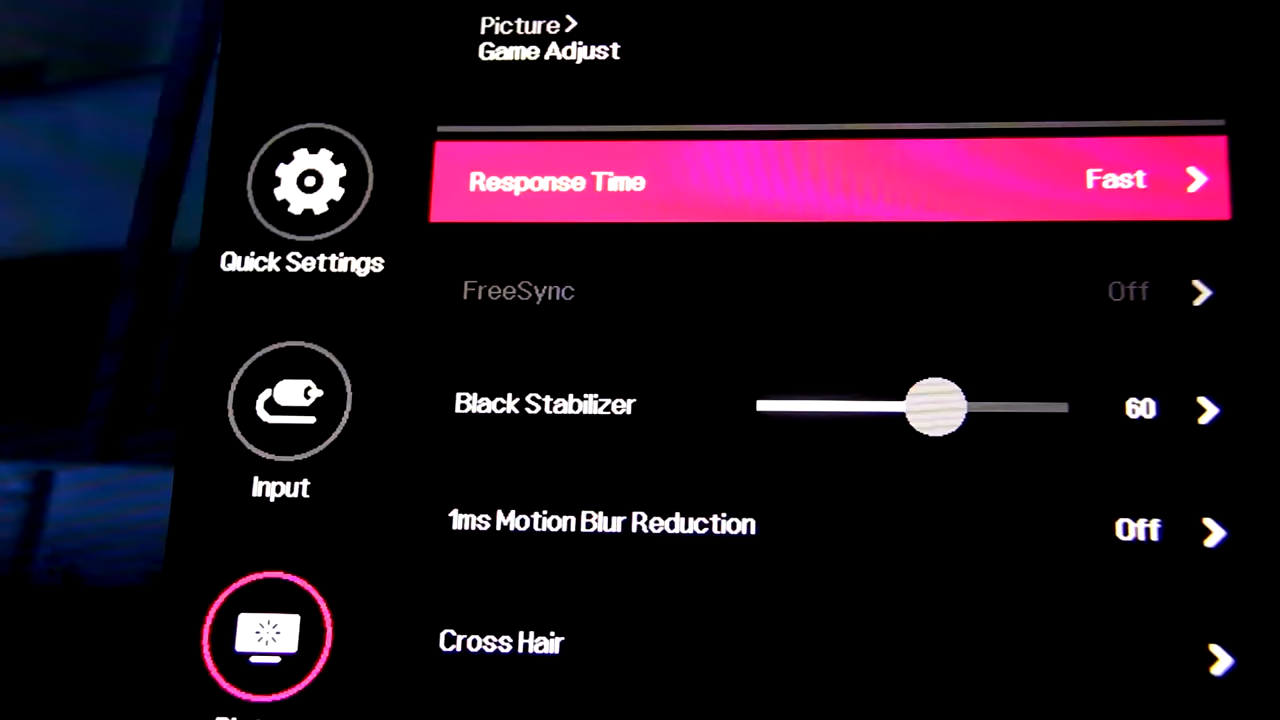 Picture>
Game Adjust
Response Time Fast
Quick Settings
FreeSync Off
Black Stabilizer 60
Input
1ms Motion Blur Reduction Off
Cross Hair